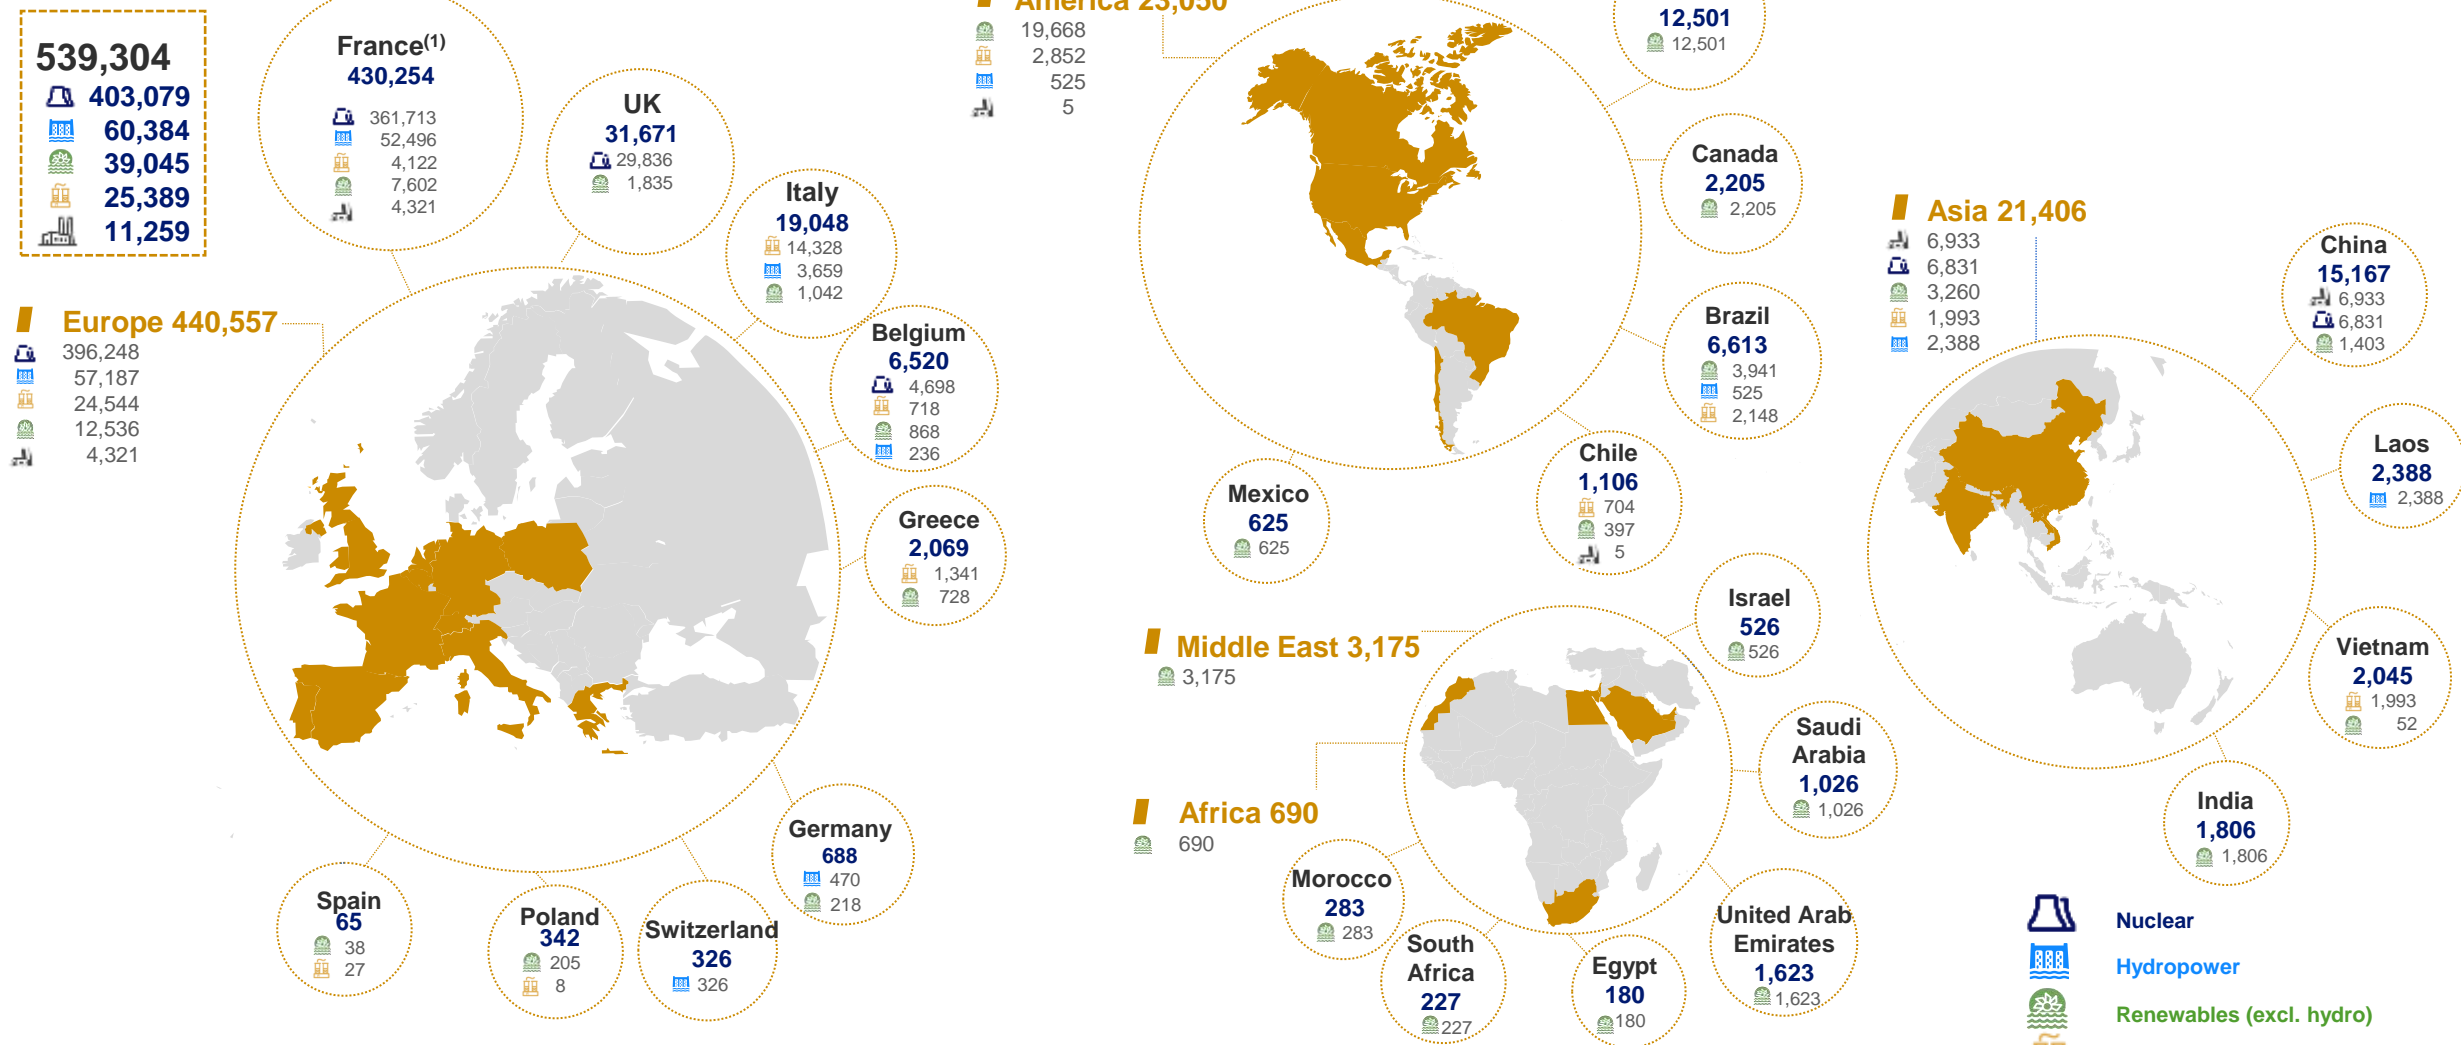 539,304
403,079
60,384
39,045
25,389
11,259
France(1)
430,254
361,713
52,496
4,122
7,602
4,321
UK
31,671
29,836
1,835
Italy
19,048
14,328
3,659
1,042
Belgium
6,520
4,698
718
868
236
Greece
2,069
1,341
728
Europe 440,557
396,248
57,187
24,544
12,536
4,321
Germany
688
470
218
Switzerland
326
326
Poland
342
205
8
Spain
65
38
27
America 23,050
19,668
2,852
525
5
12,501
12,501
Canada
2,205
2,205
Brazil
6,613
3,941
525
2,148
Chile
1,106
704
397
5
Mexico
625
625
Middle East 3,175
3,175
Israel
526
526
Saudi
Arabia
1,026
1,026
United Arab
Emirates
1,623
1,623
Africa 690
690
Morocco
283
283
South
Africa
227
227
Egypt
180
180
Asia 21,406
6,933
6,831
3,260
1,993
2,388
China
15,167
6,933
6,831
1,403
Laos
2,388
2,388
Vietnam
2,045
1,993
52
India
1,806
1,806
Nuclear
Hydropower
Renewables (excl. hydro)